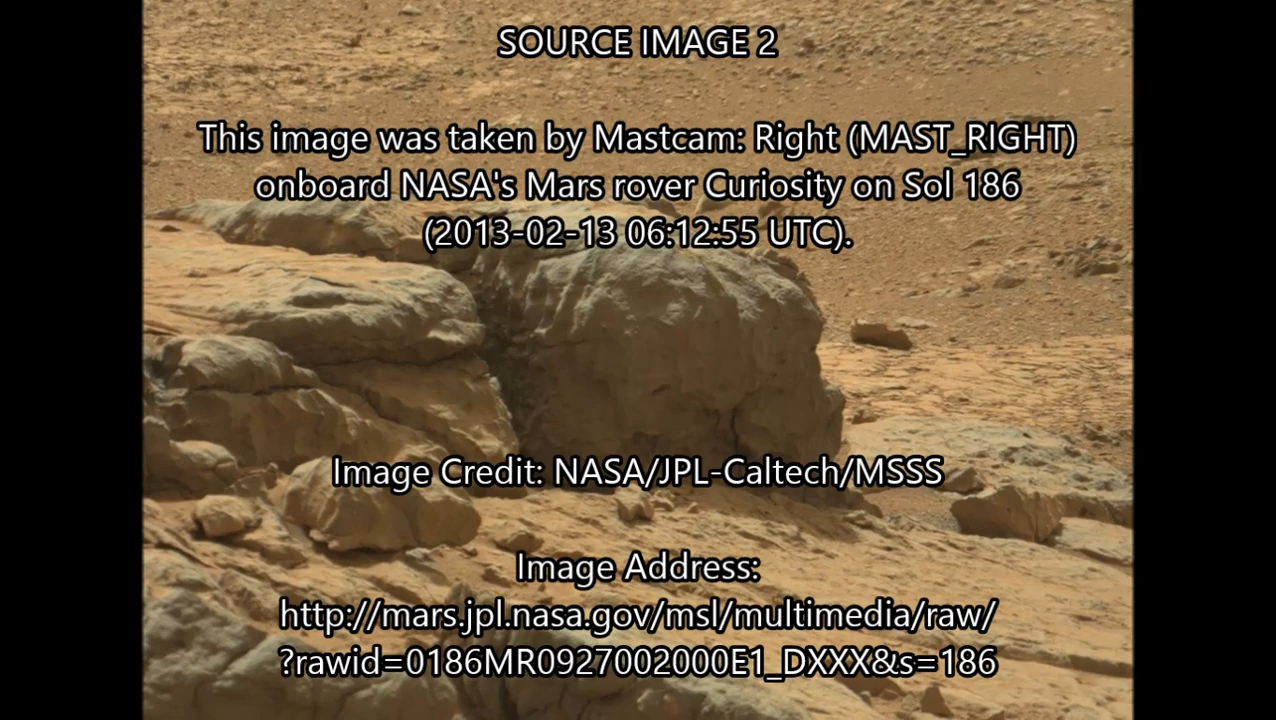 SOURCE IMAGE 2
This image was taken by Mastcam: Right (MAST_RIGHT)
onboard NASA's Mars rover Curiosity on Sol 186
(2013-02-13 06:12:55 UTC).
Image Credit: NASA/JPL-Caltech/MSSS
Image Address:
http://mars.jpl.nasa.gov/msl/multimedia/raw/
?rawid=0186MR0927002000E1_DXXX&s=186